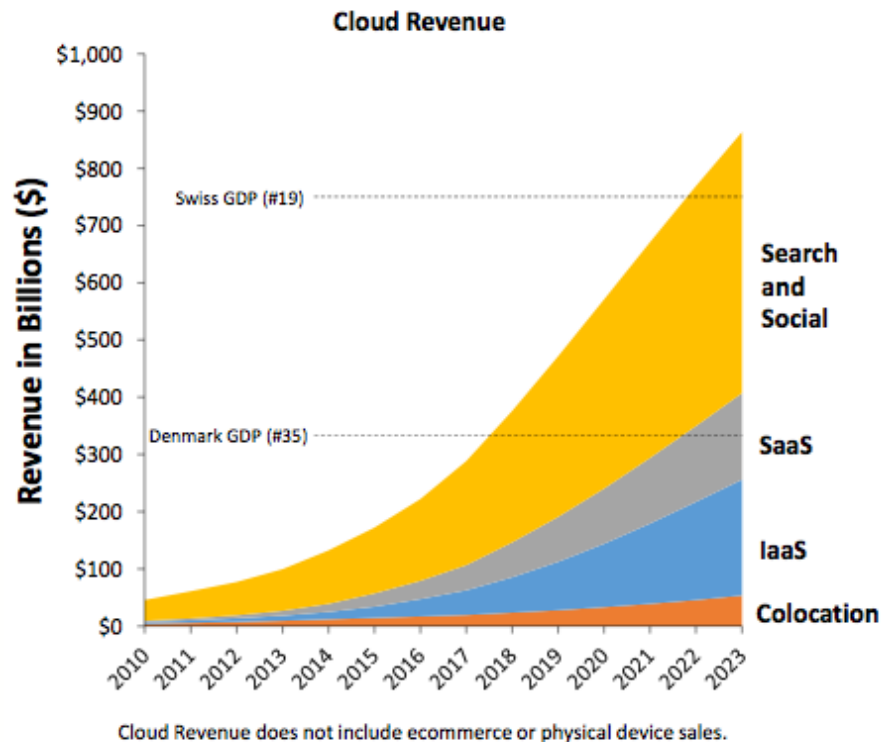 Cloud Revenue
Revenue in Billions ($)
$1,000
$900
$800
$700
$600
$500
$400
$300
$200
$100
$0
Swiss GDP (#19)
Denmark GDP (#35)
Search
and
Social
SaaS
IaaS
Colocation
2010
2011
2012
2013
2014
2015
2016
2017
2018
2019
2020
2021
2022
2023
Cloud Revenue does not include ecommerce or physical device sales.